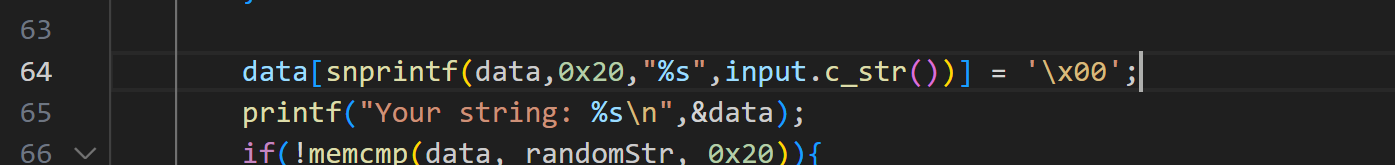 63
64 data[snprintf(data,0x20,"%s",input.c_str())] = '\x00';
65 printf("Your string: %s\n",&data);
66 if(!memcmp(data, randomStr, 0x20)){